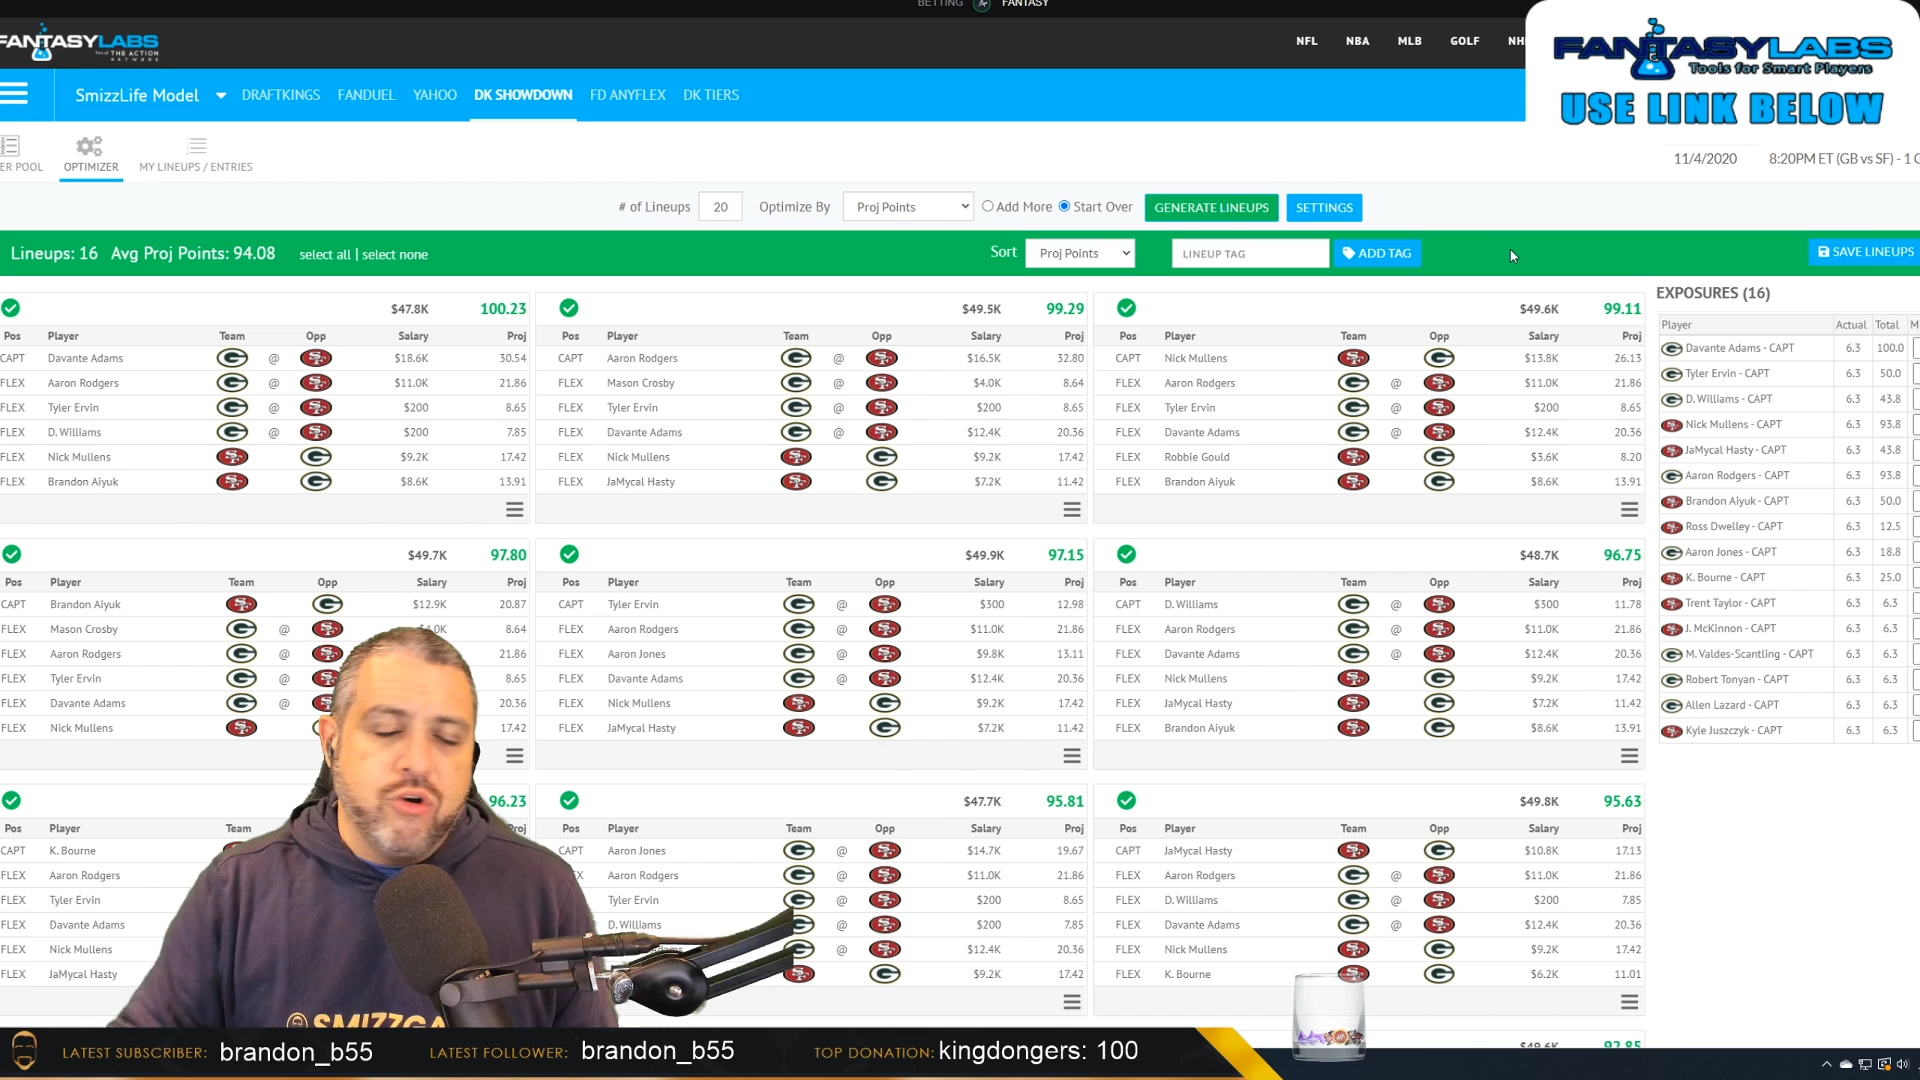 BETTING FANTASY
FANTASYLABS
PART OF THE ACTION
NETWORK
NFL NBA MLB GOLF NH
FANTASYLABS
Tools for Smart Players
USE LINK BELOW
SmizzLife Model DRAFTKINGS FANDUEL YAHOO DK SHOWDOWN FD ANYFLEX DK TIERS
ER POOL OPTIMIZER MY LINEUPS / ENTRIES
11/4/2020 8:20PM ET (GB vs SF) - 1 G
# of Lineups 20 Optimize By Proj Points Add More Start Over GENERATE LINEUPS SETTINGS
Lineups: 16 Avg Proj Points: 94.08 select all | select none Sort Proj Points LINEUP TAG ADD TAG SAVE LINEUPS
$47.8K 100.23
Pos Player Team Opp Salary Proj
CAPT Davante Adams @ $18.6K 30.54
FLEX Aaron Rodgers @ $11.0K 21.86
FLEX Tyler Ervin @ $200 8.65
FLEX D. Williams @ $200 7.85
FLEX Nick Mullens $9.2K 17.42
FLEX Brandon Aiyuk $8.6K 13.91
$49.5K 99.29
Pos Player Team Opp Salary Proj
CAPT Aaron Rodgers @ $16.5K 32.80
FLEX Mason Crosby @ $4.0K 8.64
FLEX Tyler Ervin @ $200 8.65
FLEX Davante Adams @ $12.4K 20.36
FLEX Nick Mullens $9.2K 17.42
FLEX JaMycal Hasty $7.2K 11.42
$49.6K 99.11
Pos Player Team Opp Salary Proj
CAPT Nick Mullens $13.8K 26.13
FLEX Aaron Rodgers @ $11.0K 21.86
FLEX Tyler Ervin @ $200 8.65
FLEX Davante Adams @ $12.4K 20.36
FLEX Robbie Gould $3.6K 8.20
FLEX Brandon Aiyuk $8.6K 13.91
EXPOSURES (16)
Player Actual Total M
Davante Adams - CAPT 6.3 100.0
Tyler Ervin - CAPT 6.3 50.0
D. Williams - CAPT 6.3 43.8
Nick Mullens - CAPT 6.3 93.8
JaMycal Hasty - CAPT 6.3 43.8
Aaron Rodgers - CAPT 6.3 93.8
Brandon Aiyuk - CAPT 6.3 50.0
Ross Dwelley - CAPT 6.3 12.5
Aaron Jones - CAPT 6.3 18.8
K. Bourne - CAPT 6.3 25.0
Trent Taylor - CAPT 6.3 6.3
J. McKinnon - CAPT 6.3 6.3
M. Valdes-Scantling - CAPT 6.3 6.3
Robert Tonyan - CAPT 6.3 6.3
Allen Lazard - CAPT 6.3 6.3
Kyle Juszczyk - CAPT 6.3 6.3
$49.7K 97.80
Pos Player Team Opp Salary Proj
CAPT Brandon Aiyuk $12.9K 20.87
FLEX Mason Crosby @ .0K 8.64
FLEX Aaron Rodgers @ 21.86
FLEX Tyler Ervin @ 8.65
FLEX Davante Adams @ 20.36
FLEX Nick Mullens 17.42
$49.9K 97.15
Pos Player Team Opp Salary Proj
CAPT Tyler Ervin @ $300 12.98
FLEX Aaron Rodgers @ $11.0K 21.86
FLEX Aaron Jones @ $9.8K 13.11
FLEX Davante Adams @ $12.4K 20.36
FLEX Nick Mullens $9.2K 17.42
FLEX JaMycal Hasty $7.2K 11.42
$48.7K 96.75
Pos Player Team Opp Salary Proj
CAPT D. Williams @ $300 11.78
FLEX Aaron Rodgers @ $11.0K 21.86
FLEX Davante Adams @ $12.4K 20.36
FLEX Nick Mullens $9.2K 17.42
FLEX JaMycal Hasty $7.2K 11.42
FLEX Brandon Aiyuk $8.6K 13.91
96.23
Pos Player Team Proj
CAPT K. Bourne
FLEX Aaron Rodgers
FLEX Tyler Ervin
FLEX Davante Adams
FLEX Nick Mullens
FLEX JaMycal Hasty
$47.7K 95.81
Pos Player Team Opp Salary Proj
CAPT Aaron Jones @ $14.7K 19.67
EX Aaron Rodgers @ $11.0K 21.86
Tyler Ervin @ $200 8.65
D. Williams @ $200 7.85
@ $12.4K 20.36
$9.2K 17.42
$49.8K 95.63
Pos Player Team Opp Salary Proj
CAPT JaMycal Hasty $10.8K 17.13
FLEX Aaron Rodgers @ $11.0K 21.86
FLEX D. Williams @ $200 7.85
FLEX Davante Adams @ $12.4K 20.36
FLEX Nick Mullens $9.2K 17.42
FLEX K. Bourne $6.2K 11.01
$49.6K 92.85
SMIZZGA
LATEST SUBSCRIBER: brandon_b55 LATEST FOLLOWER: brandon_b55 TOP DONATION: kingdongers: 100